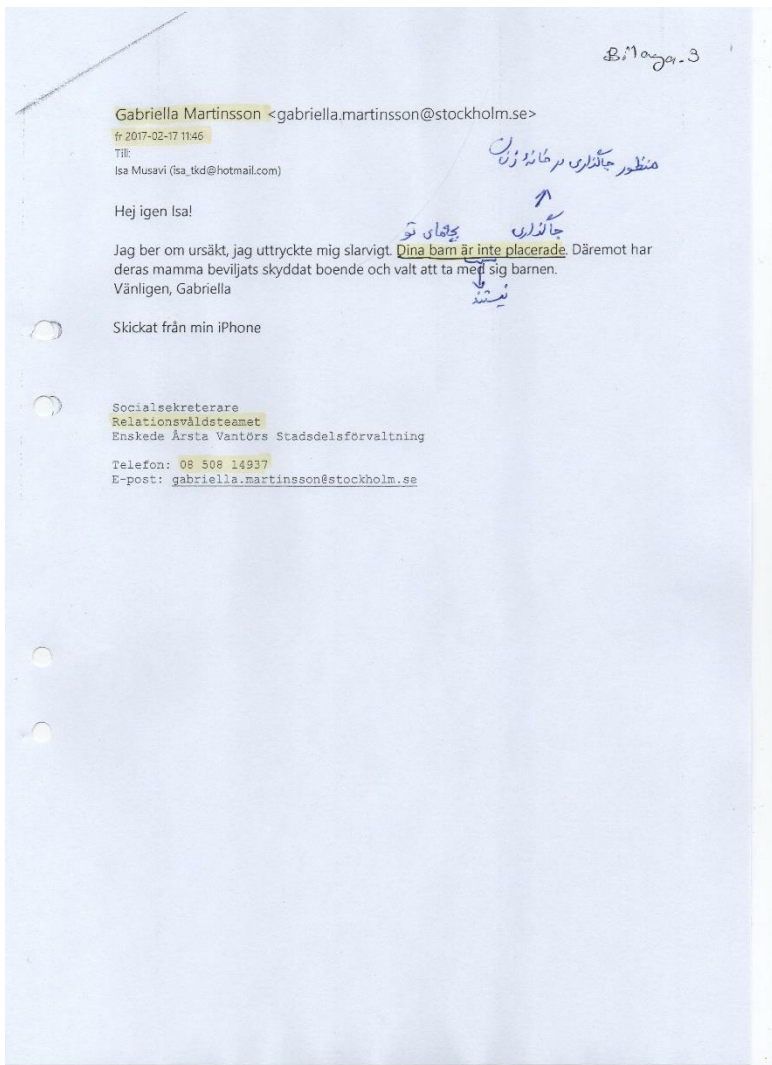 Bilaga-3
Gabriella Martinsson <gabriella.martinsson@stockholm.se>
fr 2017-02-17 11:46
Till:
Isa Musavi (isa_tkd@hotmail.com)
منظور جاگذاری در خانهٔ زنان
Hej igen Isa!
جاگذاری
بچه‌های تو
Jag ber om ursäkt, jag uttryckte mig slarvigt. Dina barn är inte placerade. Däremot har
deras mamma beviljats skyddat boende och valt att ta med sig barnen.
نیستند
Vänligen, Gabriella
Skickat från min iPhone
Socialsekreterare
Relationsvåldsteamet
Enskede Årsta Vantörs Stadsdelsförvaltning
Telefon: 08 508 14937
E-post: gabriella.martinsson@stockholm.se